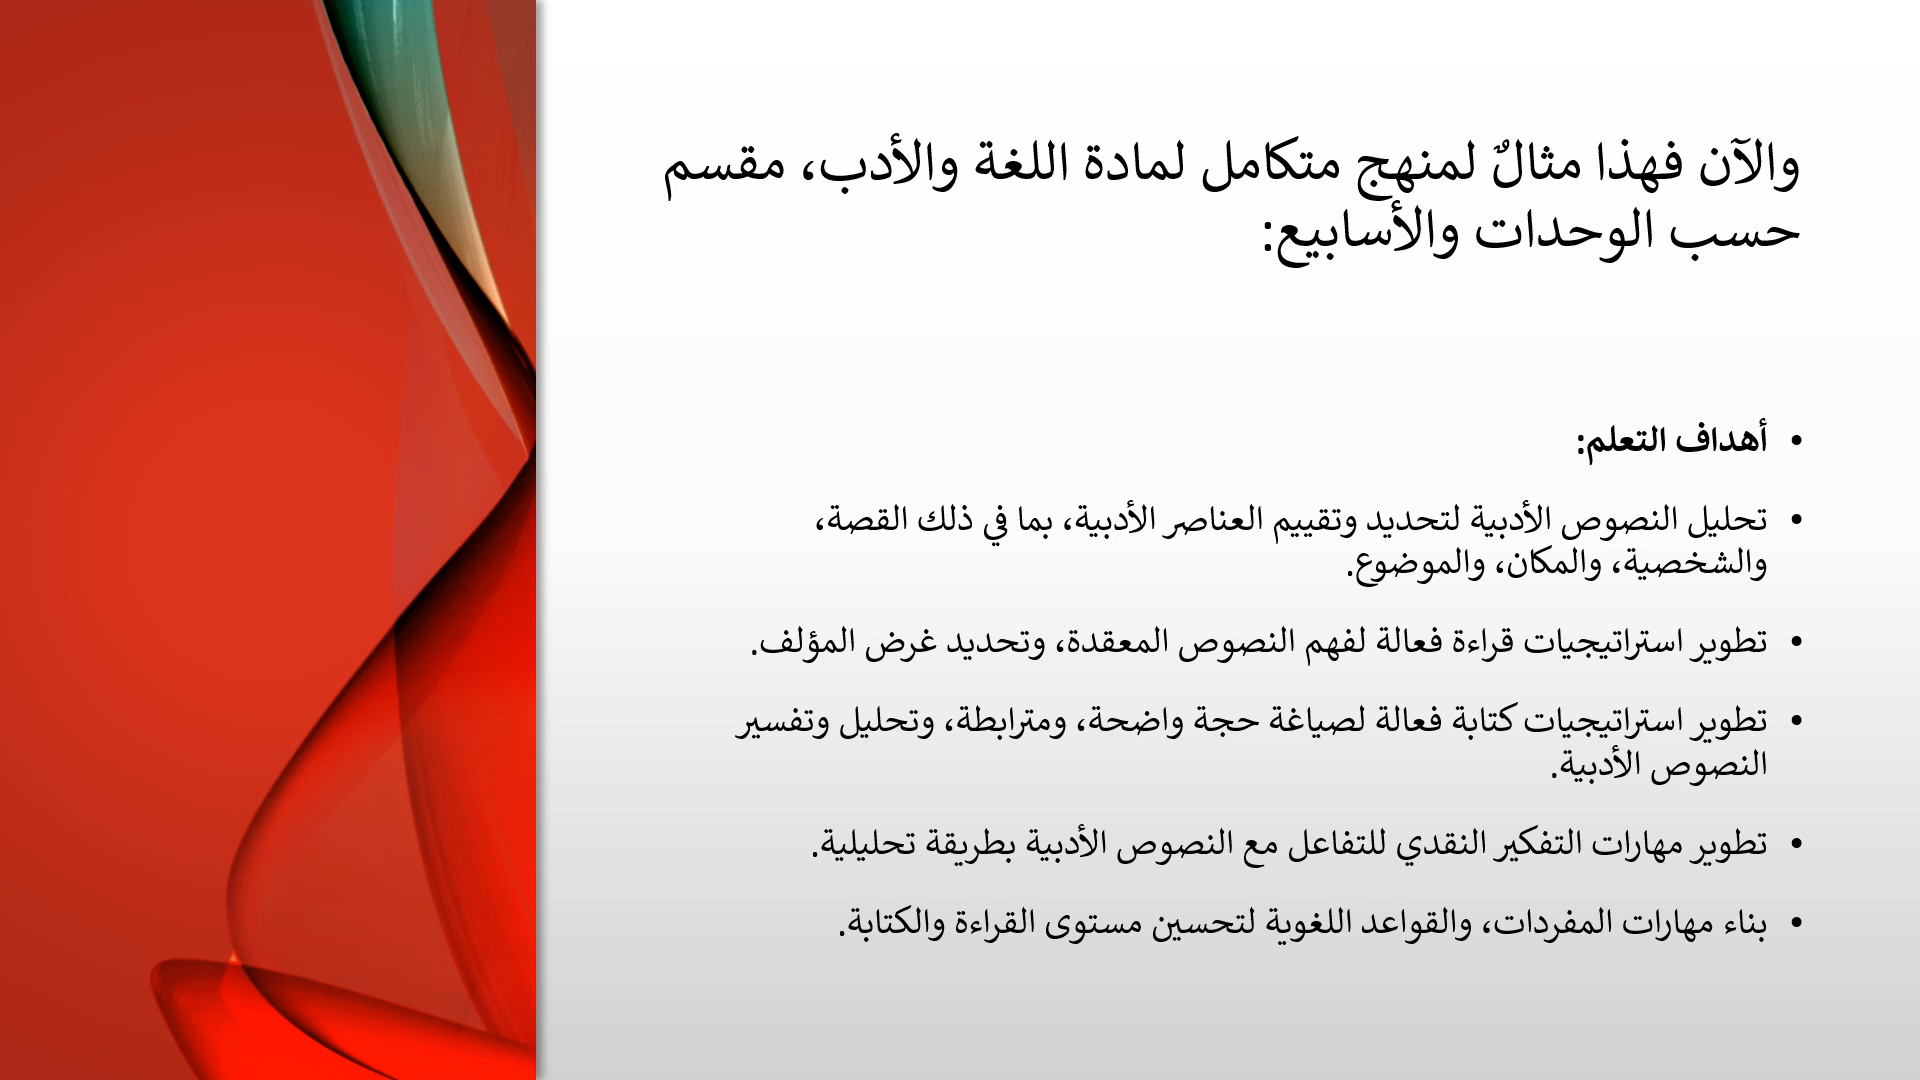 والآن فهذا مثالٌ لمنهج متكامل لمادة اللغة والأدب، مقسم
حسب الوحدات والأسابيع:
• أهداف التعلم:
• تحليل النصوص الأدبية لتحديد وتقييم العناصر الأدبية، بما في ذلك القصة،
والشخصية، والمكان، والموضوع.
• تطوير استراتيجيات قراءة فعالة لفهم النصوص المعقدة، وتحديد غرض المؤلف.
• تطوير استراتيجيات كتابة فعالة لصياغة حجة واضحة، ومترابطة، وتحليل وتفسير
النصوص الأدبية.
• تطوير مهارات التفكير النقدي للتفاعل مع النصوص الأدبية بطريقة تحليلية.
• بناء مهارات المفردات، والقواعد اللغوية لتحسين مستوى القراءة والكتابة.